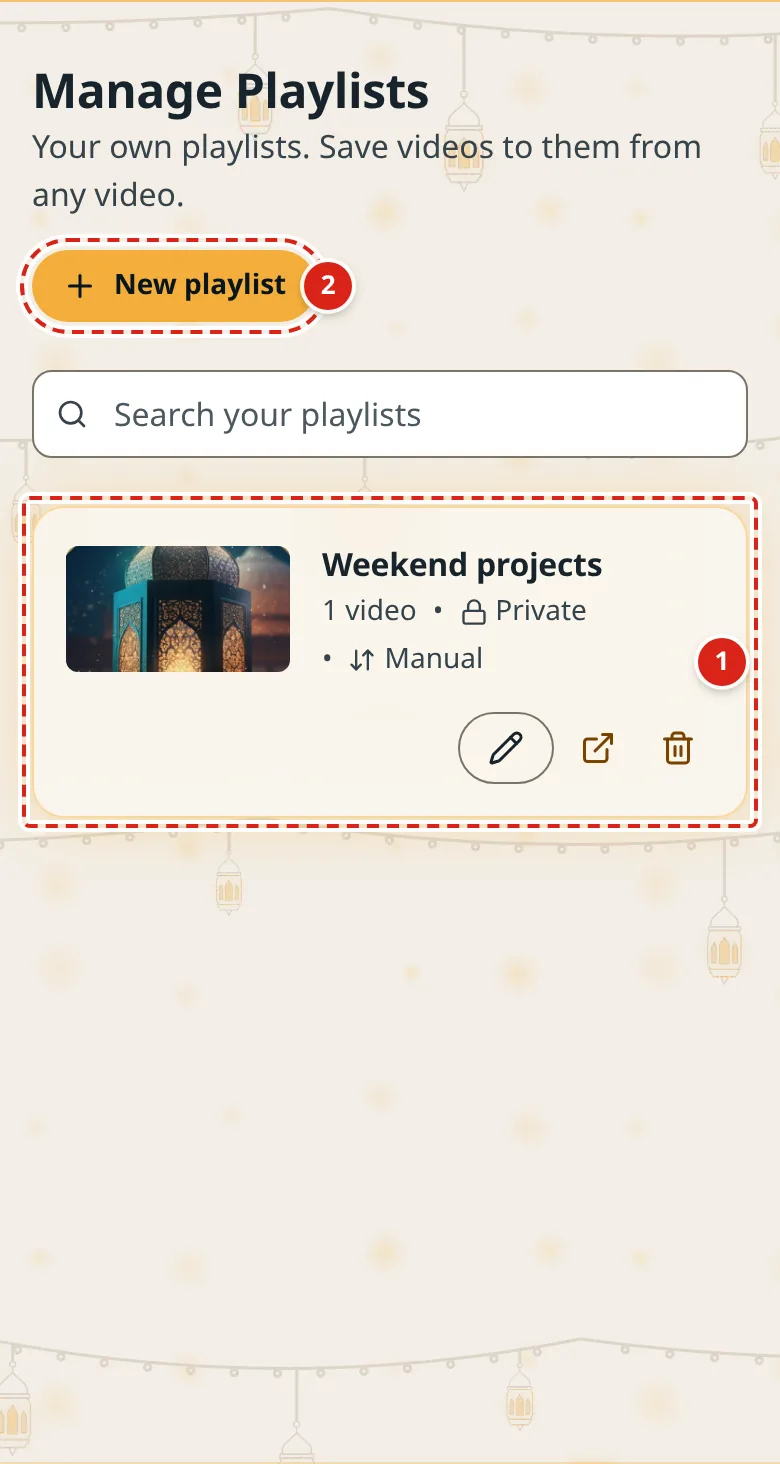 Manage Playlists
Your own playlists. Save videos to them from
any video.
New playlist 2
Search your playlists
Weekend projects
1 video • Private
• Manual
1